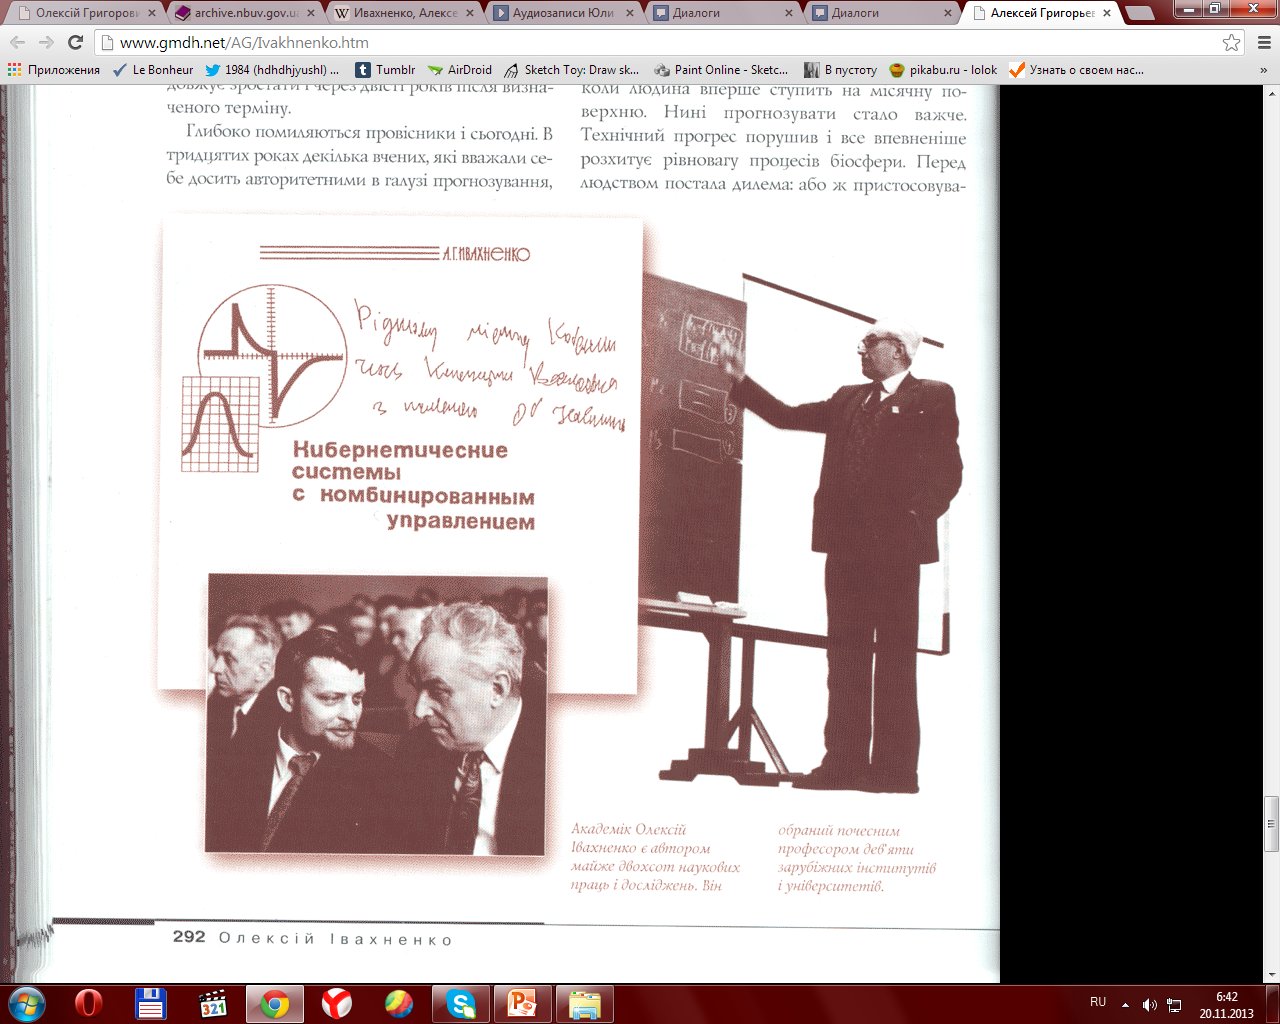 Олексій Григорович
archive.nbuv.gov.ua
Ивахненко, Алексе
Аудиозаписи Юли
Диалоги
Диалоги
Алексей Григорьев
www.gmdh.net/AG/Ivakhnenko.htm
Приложения
Le Bonheur
1984 (hdhdhjyushl) ...
Tumblr
AirDroid
Sketch Toy: Draw sk...
Paint Online - Sketc...
В пустоту
pikabu.ru - lolok
Узнать о своем нас...
»
довжує зростати і через двісті років після визна-
ченого терміну.
Глибоко помиляються провісники і сьогодні. В
тридцятих роках декілька вчених, які вважали се-
бе досить авторитетними в галузі прогнозування,
коли людина вперше ступить на місячну по-
верхню. Нині прогнозувати стало важче.
Технічний прогрес порушив і все впевненіше
розхитує рівновагу процесів біосфери. Перед
людством постала дилема: або ж пристосовува-
А.Г.ИВАХНЕНКО
Рідному
з
Кибернетические
системы
с комбинированным
управлением
Академік Олексій
Івахненко є автором
майже двохсот наукових
праць і досліджень. Він
обраний почесним
професором дев'яти
зарубіжних інститутів
і університетів.
292 Олексій Івахненко
321
RU
6:42
20.11.2013